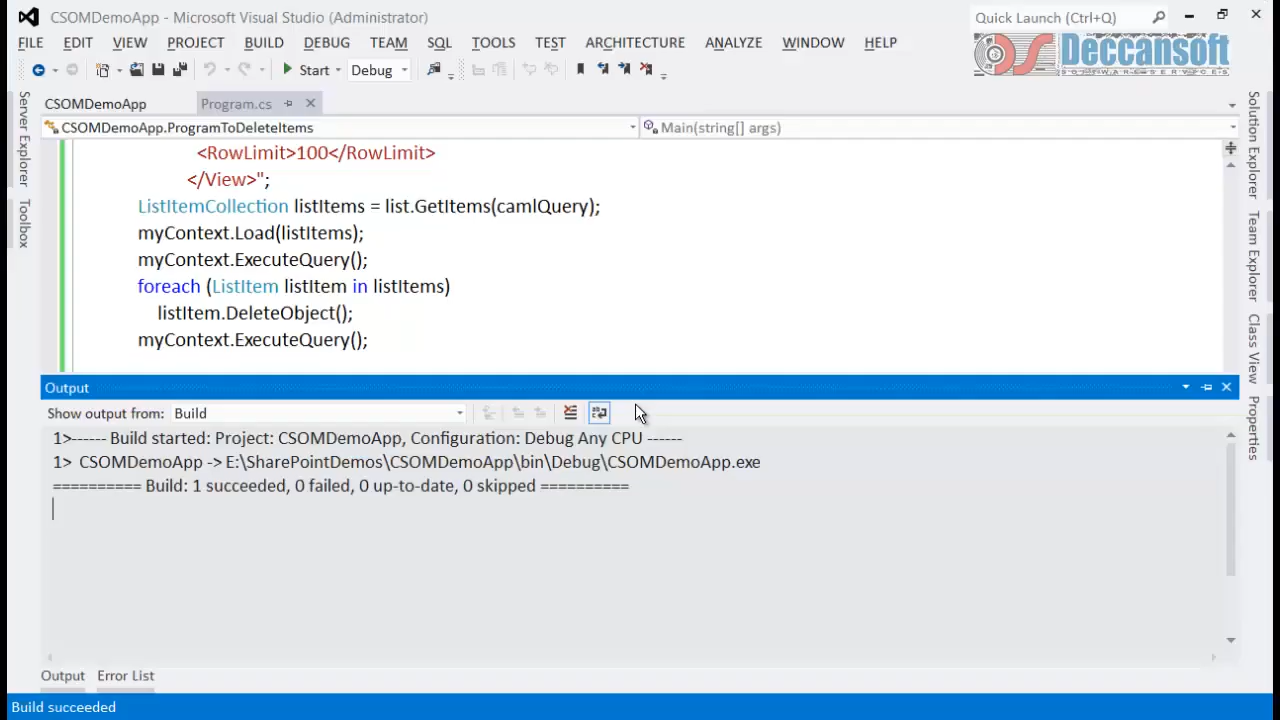 CSOMDemoApp - Microsoft Visual Studio (Administrator)
Quick Launch (Ctrl+Q)
FILE EDIT VIEW PROJECT BUILD DEBUG TEAM SQL TOOLS TEST ARCHITECTURE ANALYZE WINDOW HELP
DS Deccansoft
SOFTWARE SERVICES
Start Debug
CSOMDemoApp Program.cs
CSOMDemoApp.ProgramToDeleteItems Main(string[] args)
Server Explorer
Toolbox
<RowLimit>100</RowLimit>
</View>";
ListItemCollection listItems = list.GetItems(camlQuery);
myContext.Load(listItems);
myContext.ExecuteQuery();
foreach (ListItem listItem in listItems)
listItem.DeleteObject();
myContext.ExecuteQuery();
Solution Explorer
Team Explorer
Class View
Properties
Output
Show output from: Build
1>------ Build started: Project: CSOMDemoApp, Configuration: Debug Any CPU ------
1> CSOMDemoApp -> E:\SharePointDemos\CSOMDemoApp\bin\Debug\CSOMDemoApp.exe
========== Build: 1 succeeded, 0 failed, 0 up-to-date, 0 skipped ==========
Output Error List
Build succeeded